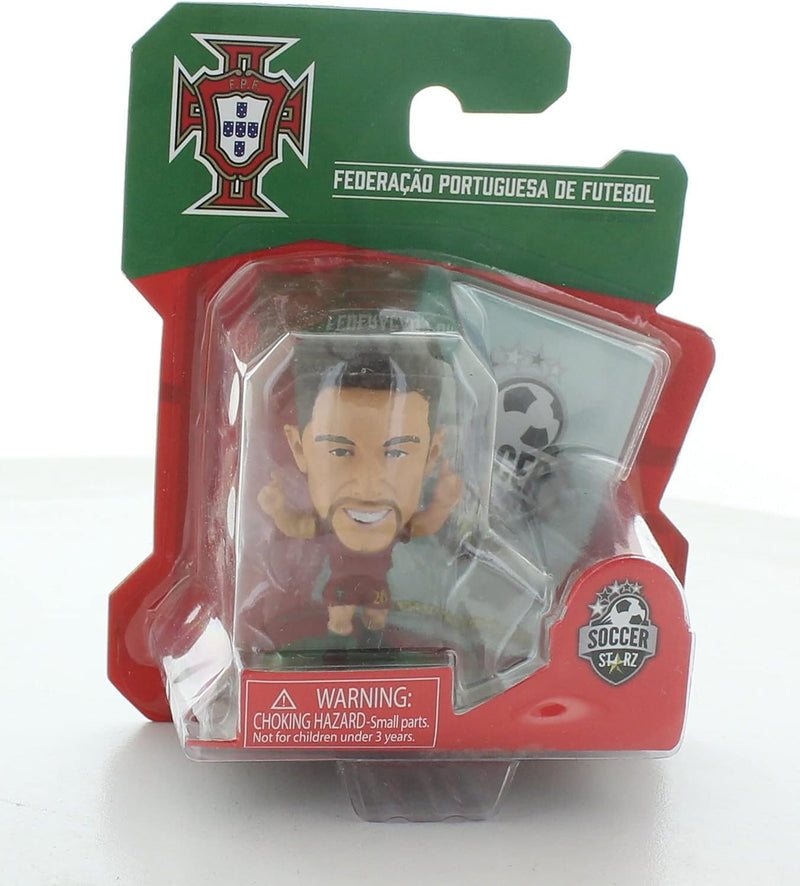 F.P.F
FEDERAÇÃO PORTUGUESA DE FUTEBOL
SOCCER
STARZ
WARNING:
CHOKING HAZARD-Small parts.
Not for children under 3 years.